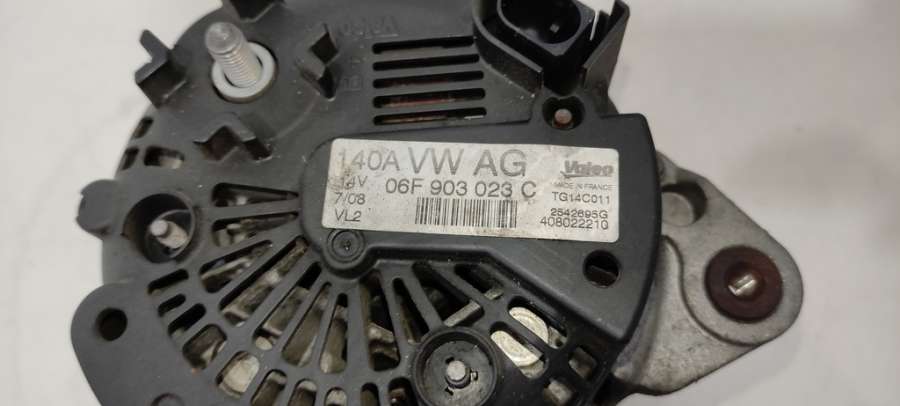 140A VW AG
14V
06F 903 023 C
7/08
VL2
Valeo
MADE IN FRANCE
TG14C011
2542695G
408022210